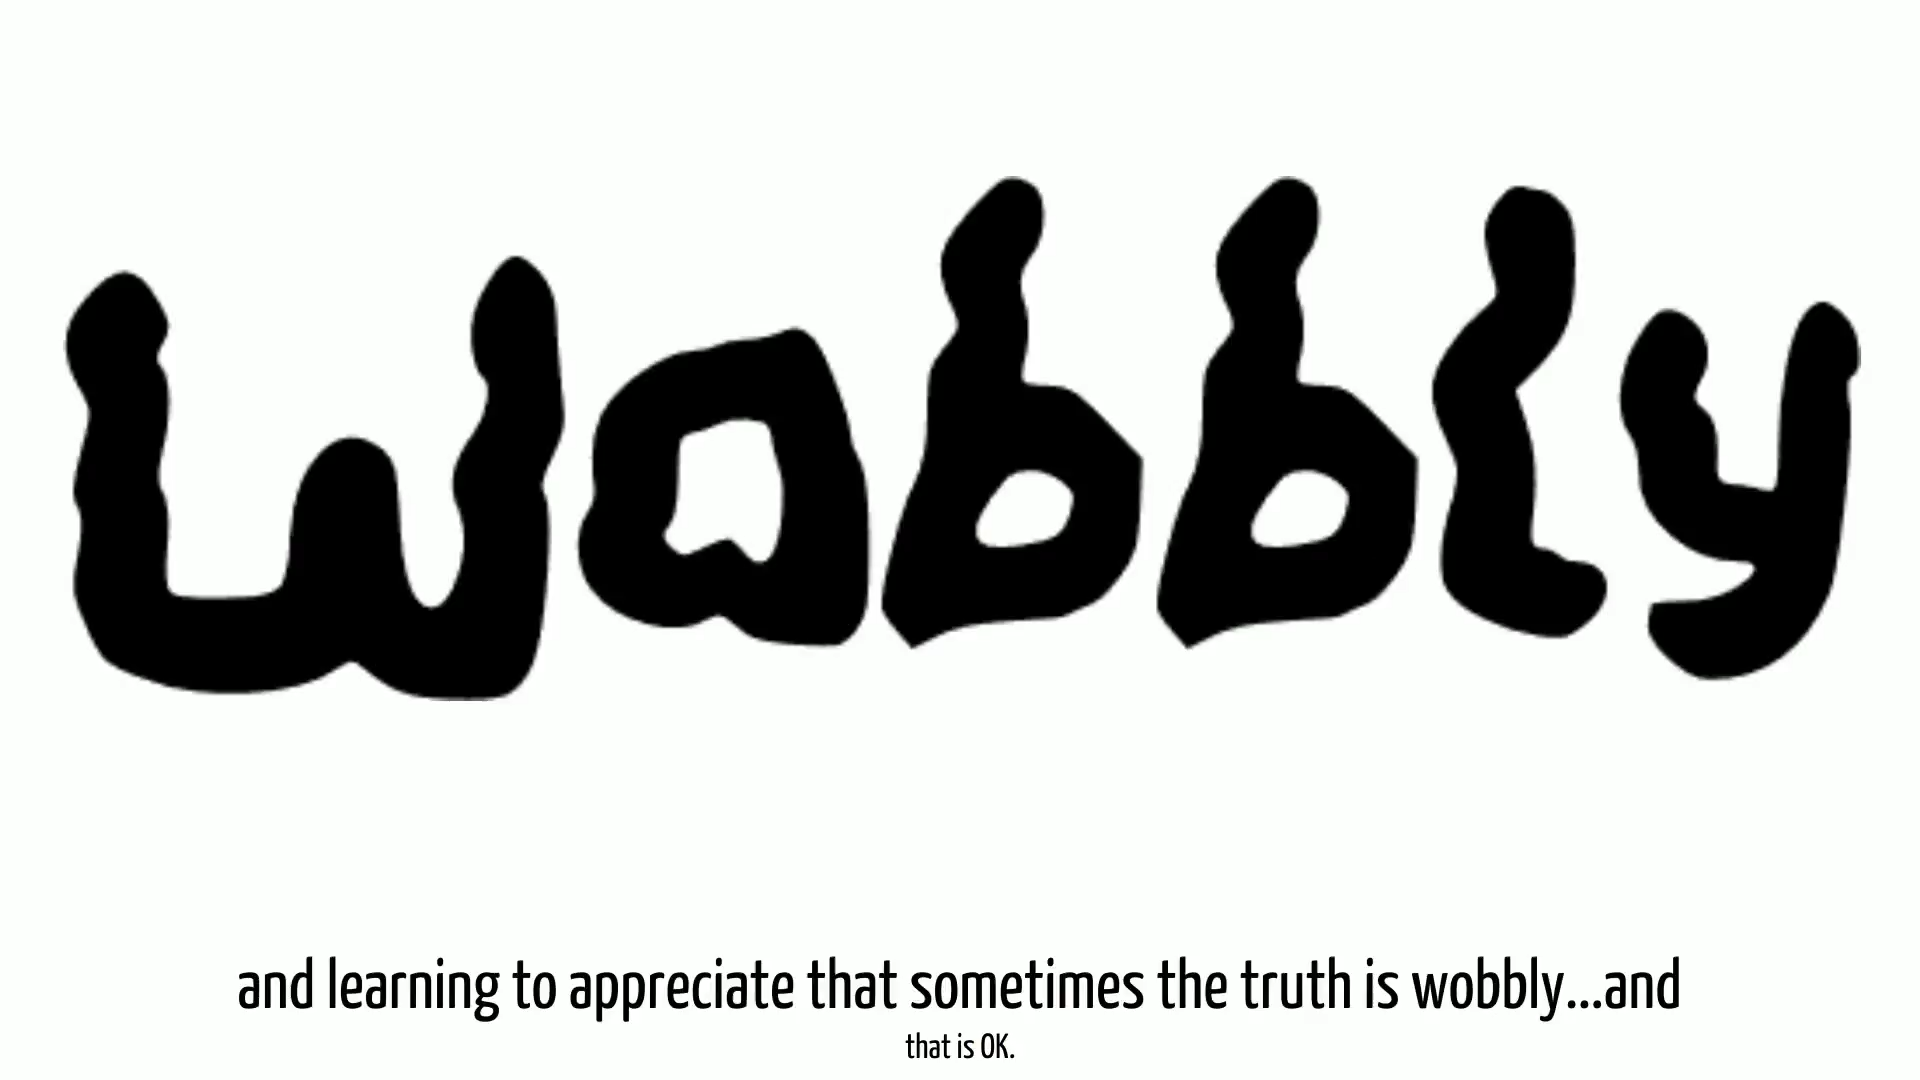 Wobbly
and learning to appreciate that sometimes the truth is wobbly...and
that is OK.